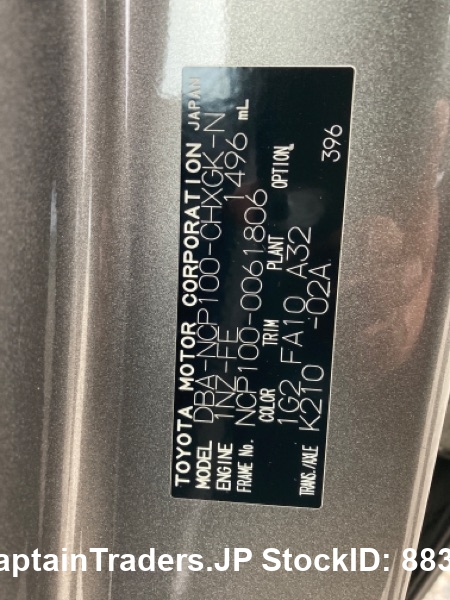 TOYOTA MOTOR CORPORATION JAPAN
MODEL DBA-NCP100-CHXGK-N
ENGINE 1NZ-FE 1496 mL
FRAME No. NCP100-0061806
COLOR TRIM PLANT OPTION
1G2 FA10 A32
TRANS./AXLE K210 -02A 396
aptainTraders.JP StockID: 883